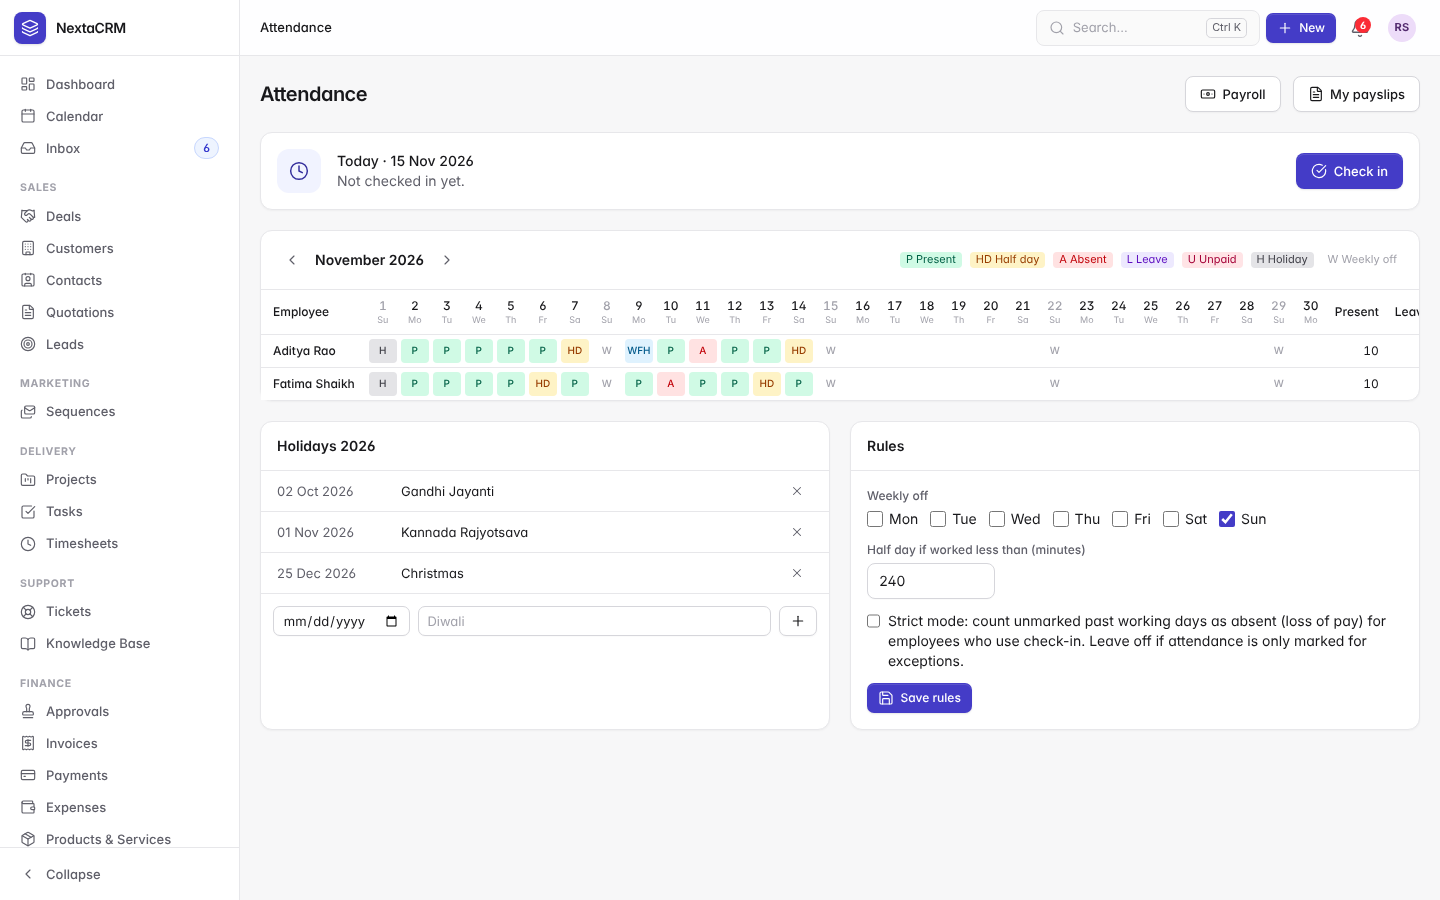 NextaCRM
Attendance
Search...
Ctrl K
New
6
RS
Dashboard
Calendar
Inbox 6
SALES
Deals
Customers
Contacts
Quotations
Leads
MARKETING
Sequences
DELIVERY
Projects
Tasks
Timesheets
SUPPORT
Tickets
Knowledge Base
FINANCE
Approvals
Invoices
Payments
Expenses
Products & Services
Collapse
Attendance
Payroll
My payslips
Today · 15 Nov 2026
Not checked in yet.
Check in
November 2026
P Present HD Half day A Absent L Leave U Unpaid H Holiday W Weekly off
Employee 1 2 3 4 5 6 7 8 9 10 11 12 13 14 15 16 17 18 19 20 21 22 23 24 25 26 27 28 29 30 Present Leav
Su Mo Tu We Th Fr Sa Su Mo Tu We Th Fr Sa Su Mo Tu We Th Fr Sa Su Mo Tu We Th Fr Sa Su Mo
Aditya Rao H P P P P P HD W WFH P A P P HD W W W 10
Fatima Shaikh H P P P P HD P W P A P P HD P W W W 10
Holidays 2026
02 Oct 2026 Gandhi Jayanti
01 Nov 2026 Kannada Rajyotsava
25 Dec 2026 Christmas
mm/dd/yyyy Diwali
Rules
Weekly off
Mon Tue Wed Thu Fri Sat Sun
Half day if worked less than (minutes)
240
Strict mode: count unmarked past working days as absent (loss of pay) for
employees who use check-in. Leave off if attendance is only marked for
exceptions.
Save rules